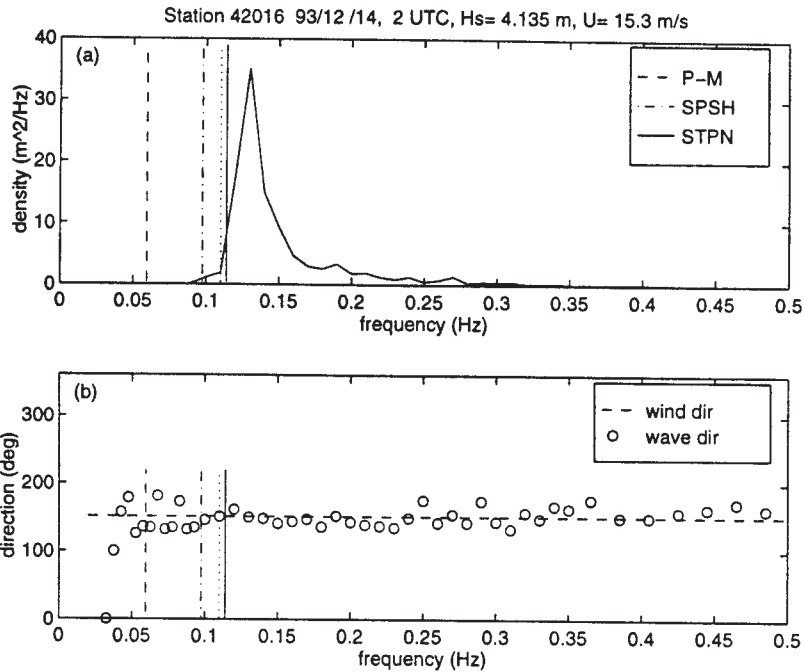 Station 42016 93/12 /14, 2 UTC, Hs= 4.135 m, U= 15.3 m/s
(a)
40
30
20
10
0
density (m^2/Hz)
P-M
SPSH
STPN
0 0.05 0.1 0.15 0.2 0.25 0.3 0.35 0.4 0.45 0.5
frequency (Hz)
(b)
300
200
100
0
direction (deg)
wind dir
wave dir
0 0.05 0.1 0.15 0.2 0.25 0.3 0.35 0.4 0.45 0.5
frequency (Hz)